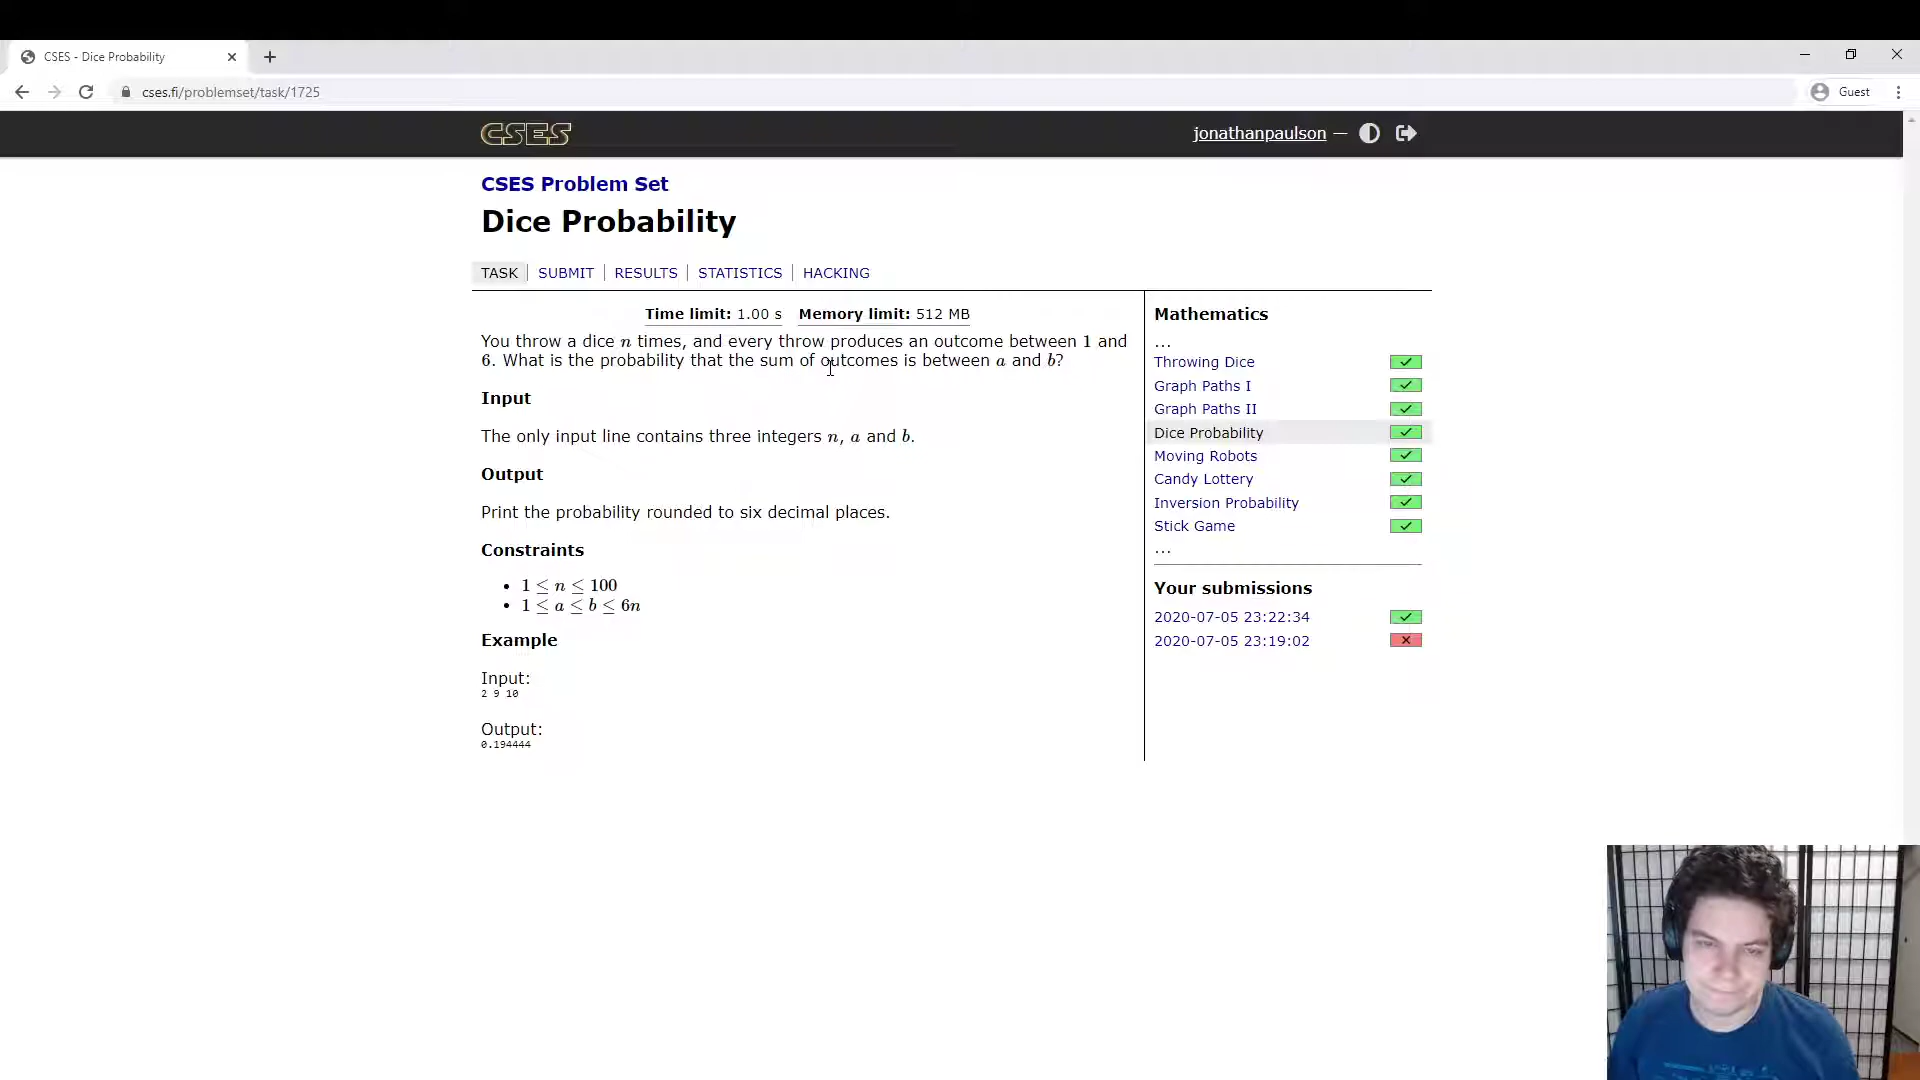 CSES - Dice Probability
cses.fi/problemset/task/1725
Guest
CSES
jonathanpaulson —
CSES Problem Set
Dice Probability
TASK
SUBMIT
RESULTS
STATISTICS
HACKING
Time limit: 1.00 s Memory limit: 512 MB
You throw a dice n times, and every throw produces an outcome between 1 and
6. What is the probability that the sum of outcomes is between a and b?
Input
The only input line contains three integers n, a and b.
Output
Print the probability rounded to six decimal places.
Constraints
• 1 ≤ n ≤ 100
• 1 ≤ a ≤ b ≤ 6n
Example
Input:
2 9 10
Output:
0.194444
Mathematics
...
Throwing Dice
Graph Paths I
Graph Paths II
Dice Probability
Moving Robots
Candy Lottery
Inversion Probability
Stick Game
...
Your submissions
2020-07-05 23:22:34
2020-07-05 23:19:02